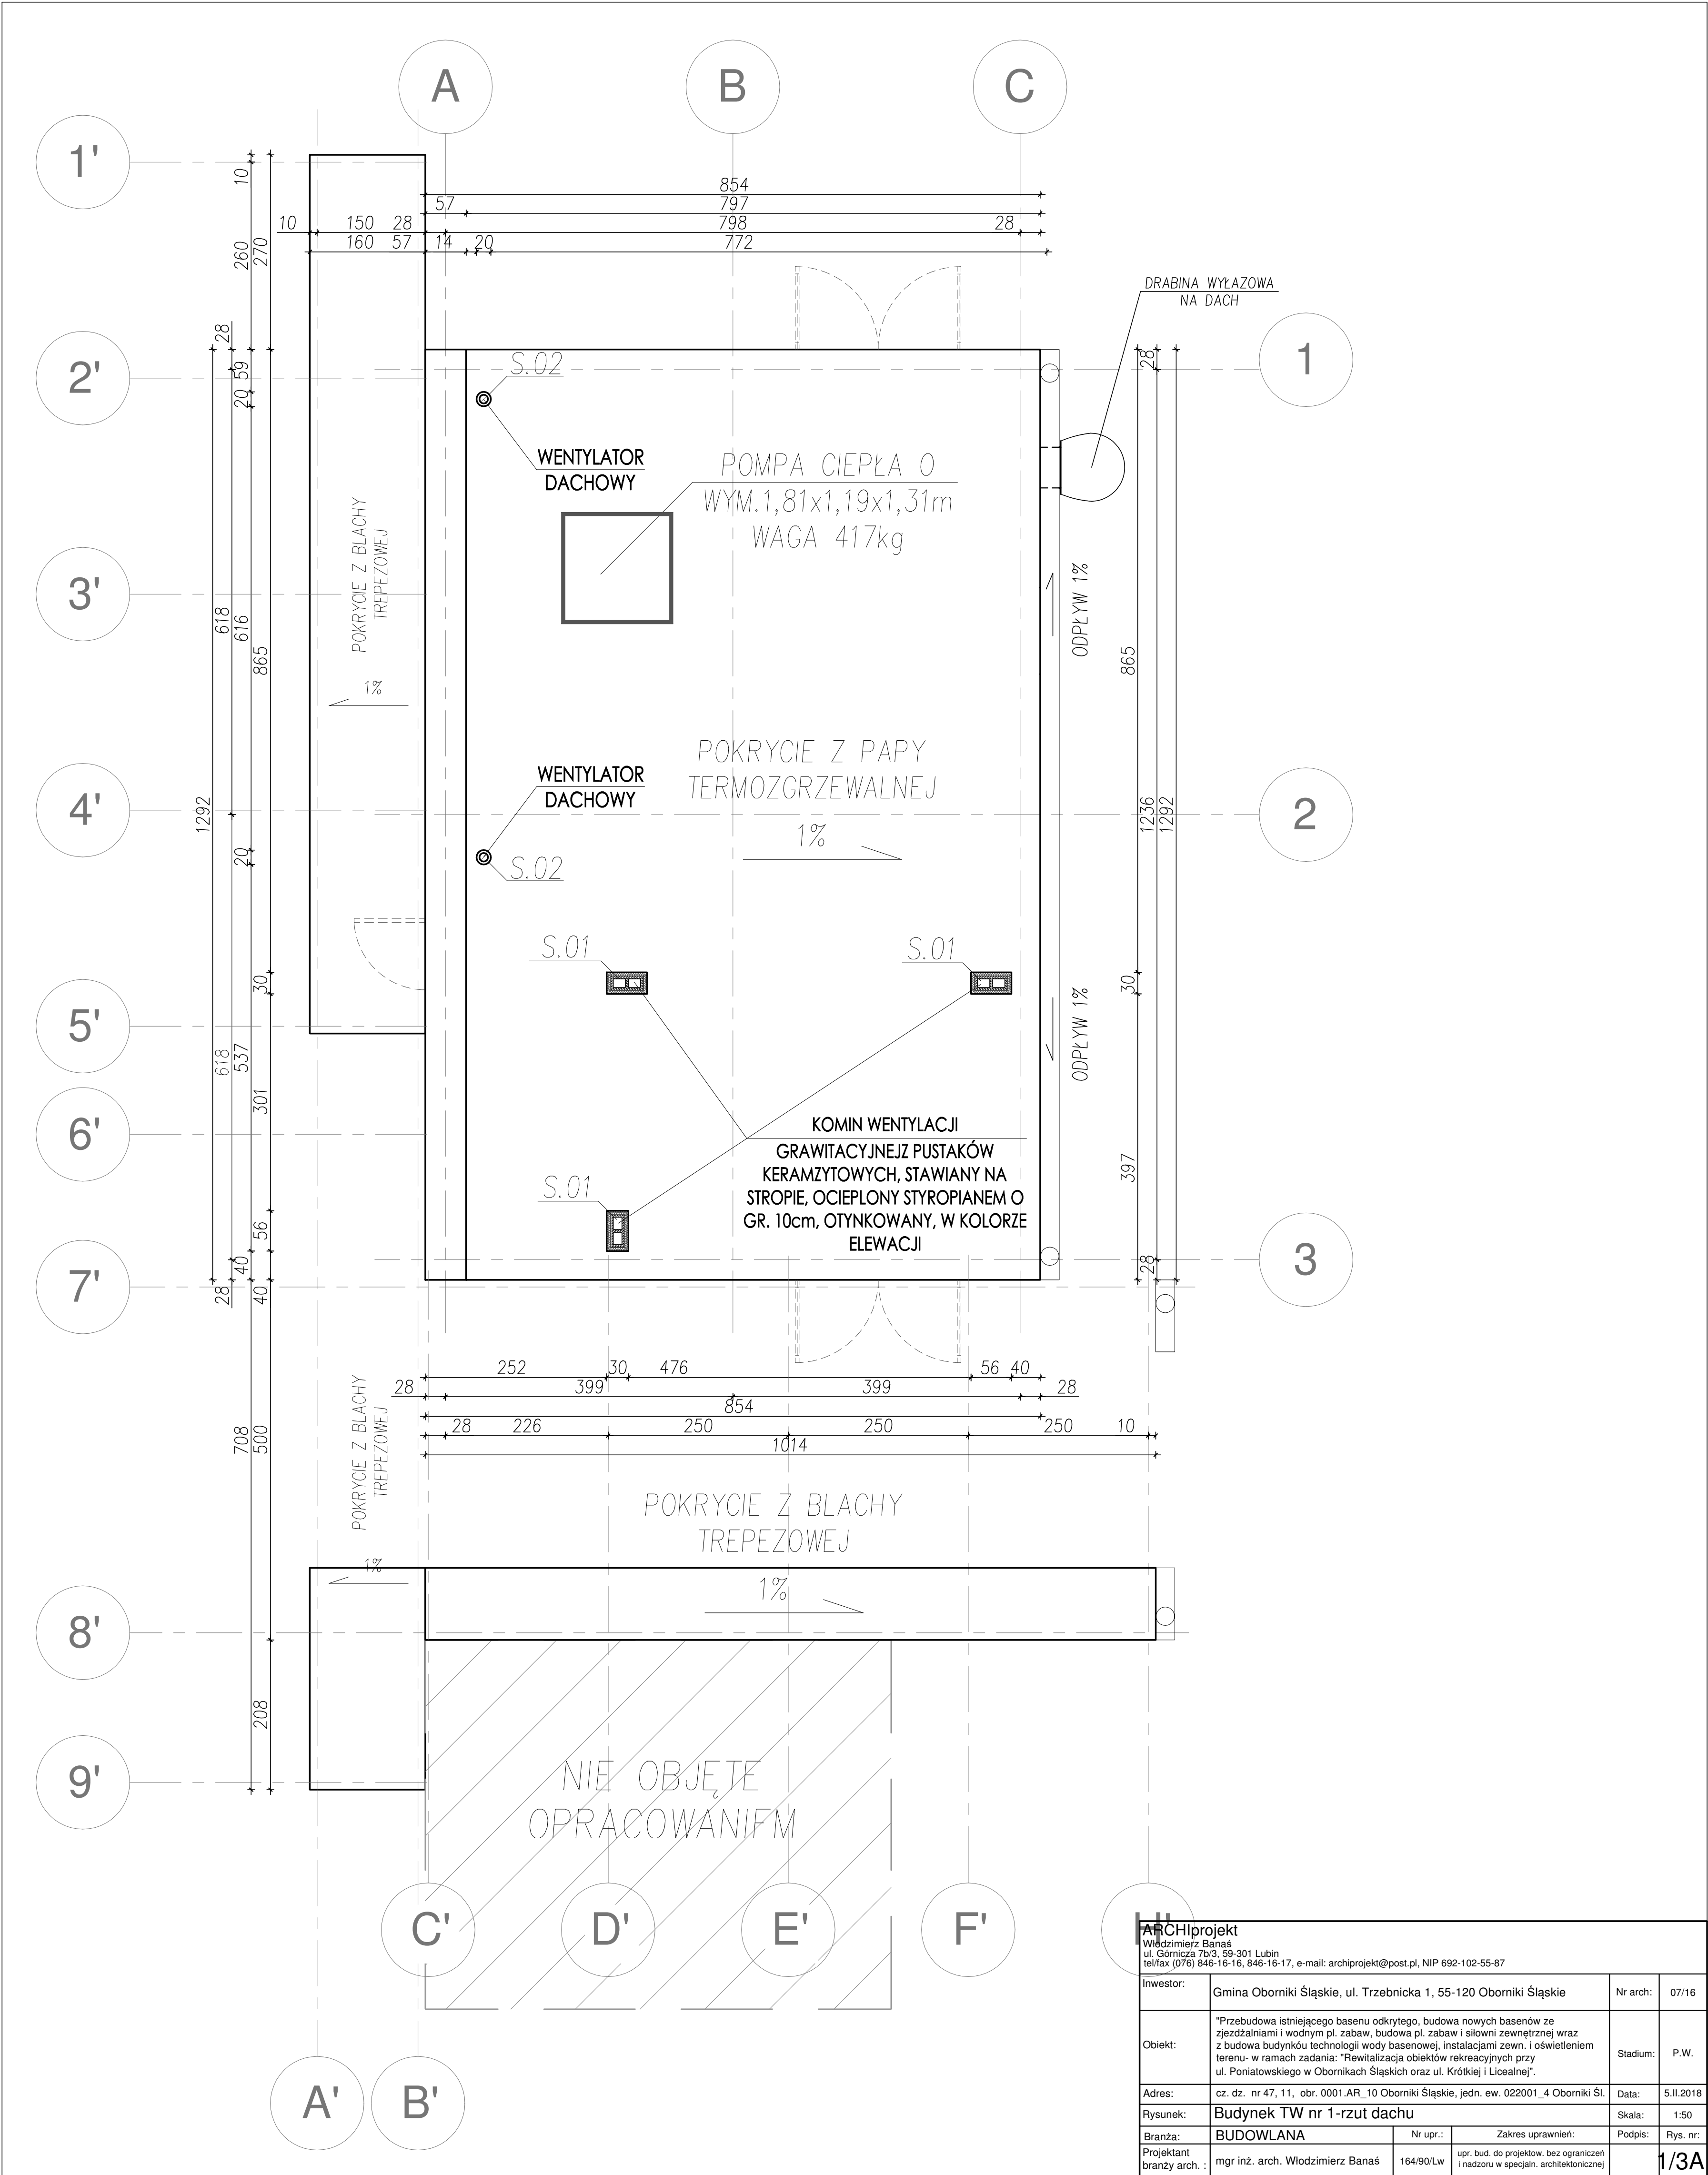 A
B
C
1'
10
854
57
797
10
150
28
798
28
160
57
14
20
772
260
270
DRABINA WYŁAZOWA
NA DACH
28
28
1
2'
59
20
S.02
WENTYLATOR
DACHOWY
POMPA CIEPŁA O
WYM.1,81x1,19x1,31m
WAGA 417kg
POKRYCIE Z BLACHY
TREPEZOWEJ
3'
618
616
865
1%
ODPŁYW 1%
865
POKRYCIE Z PAPY
TERMOZGRZEWALNEJ
WENTYLATOR
DACHOWY
4'
1292
1236
1292
2
1%
20
S.02
S.01
S.01
30
30
5'
618
537
301
ODPŁYW 1%
6'
KOMIN WENTYLACJI
GRAWITACYJNEJZ PUSTAKÓW
KERAMZYTOWYCH, STAWIANY NA
STROPIE, OCIEPLONY STYROPIANEM O
GR. 10cm, OTYNKOWANY, W KOLORZE
ELEWACJI
397
S.01
56
40
28
3
7'
28
40
252
30
476
56
40
28
399
399
28
854
28
226
250
250
250
10
1014
POKRYCIE Z BLACHY
TREPEZOWEJ
708
500
POKRYCIE Z BLACHY
TREPEZOWEJ
1%
1%
8'
208
9'
NIE OBJĘTE
OPRACOWANIEM
C'
D'
E'
F'
H'
A'
B'
ARCHIprojekt
Włodzimierz Banaś
ul. Górnicza 7b/3, 59-301 Lubin
tel/fax (076) 846-16-16, 846-16-17, e-mail: archiprojekt@post.pl, NIP 692-102-55-87
Inwestor:
Gmina Oborniki Śląskie, ul. Trzebnicka 1, 55-120 Oborniki Śląskie
Nr arch:
07/16
Obiekt:
"Przebudowa istniejącego basenu odkrytego, budowa nowych basenów ze
zjezdżalniami i wodnym pl. zabaw, budowa pl. zabaw i siłowni zewnętrznej wraz
z budowa budynkóu technologii wody basenowej, instalacjami zewn. i oświetleniem
terenu- w ramach zadania: "Rewitalizacja obiektów rekreacyjnych przy
ul. Poniatowskiego w Obornikach Śląskich oraz ul. Krótkiej i Licealnej".
Stadium:
P.W.
Adres:
cz. dz. nr 47, 11, obr. 0001.AR_10 Oborniki Śląskie, jedn. ew. 022001_4 Oborniki Śl.
Data:
5.II.2018
Rysunek:
Budynek TW nr 1-rzut dachu
Skala:
1:50
Branża:
BUDOWLANA
Nr upr.:
Zakres uprawnień:
Podpis:
Rys. nr:
Projektant
branży arch. :
mgr inż. arch. Włodzimierz Banaś
164/90/Lw
upr. bud. do projektow. bez ograniczeń
i nadzoru w specjaln. architektonicznej
1/3A